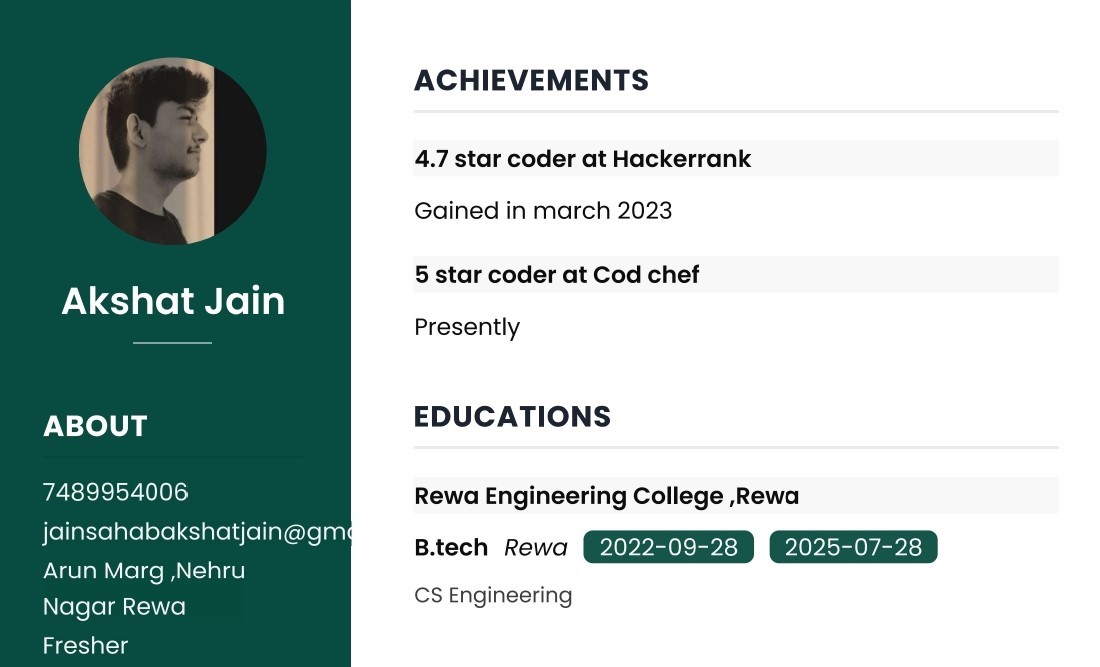 Akshat Jain
ABOUT
7489954006
jainsahabakshatjain@gm
Arun Marg ,Nehru
Nagar Rewa
Fresher
ACHIEVEMENTS
4.7 star coder at Hackerrank
Gained in march 2023
5 star coder at Cod chef
Presently
EDUCATIONS
Rewa Engineering College ,Rewa
B.tech Rewa 2022-09-28 2025-07-28
CS Engineering